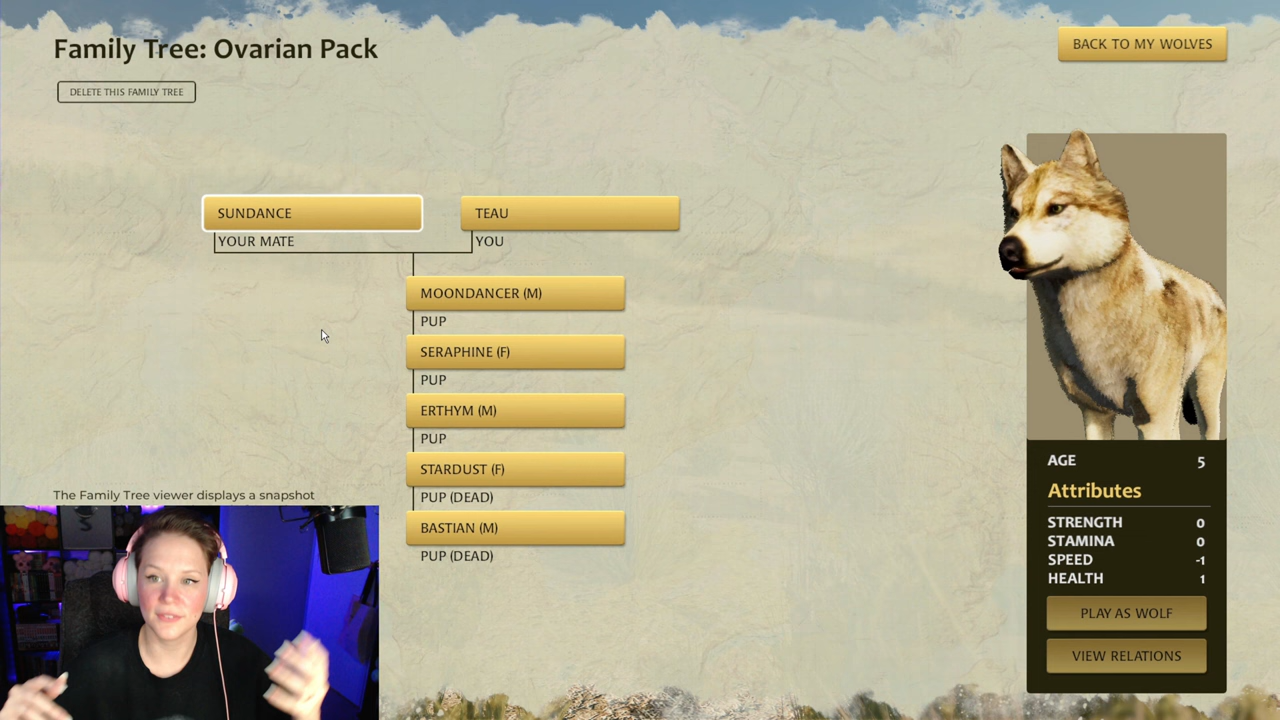 Family Tree: Ovarian Pack
BACK TO MY WOLVES
DELETE THIS FAMILY TREE
SUNDANCE
YOUR MATE
TEAU
YOU
MOONDANCER (M)
PUP
SERAPHINE (F)
PUP
ERTHYM (M)
PUP
STARDUST (F)
PUP (DEAD)
BASTIAN (M)
PUP (DEAD)
The Family Tree viewer displays a snapshot
AGE 5
Attributes
STRENGTH 0
STAMINA 0
SPEED -1
HEALTH 1
PLAY AS WOLF
VIEW RELATIONS